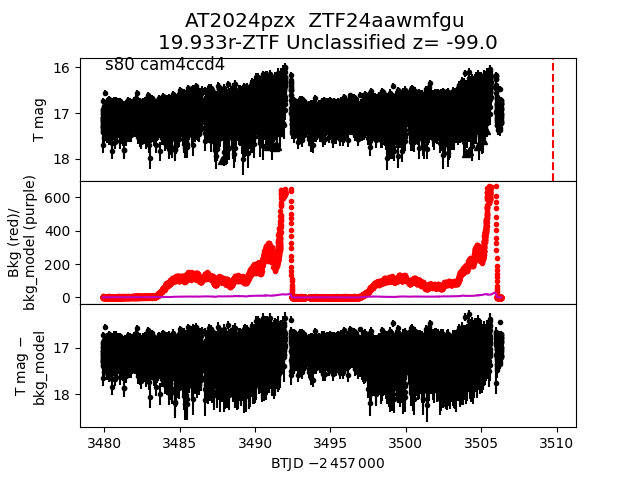 AT2024pzx  ZTF24aawmfgu
19.933r-ZTF Unclassified z= -99.0
s80 cam4ccd4
16
17
18
T mag
600
400
200
0
Bkg (red)/
bkg_model (purple)
17
18
T mag −
bkg_model
3480 3485 3490 3495 3500 3505 3510
BTJD −2 457 000